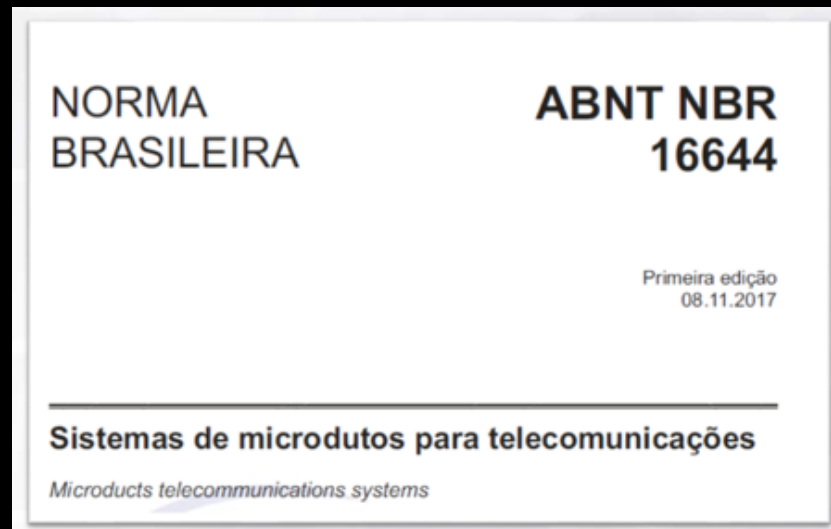 NORMA
BRASILEIRA
ABNT NBR
16644
Primeira edição
08.11.2017
Sistemas de microdutos para telecomunicações
Microducts telecommunications systems